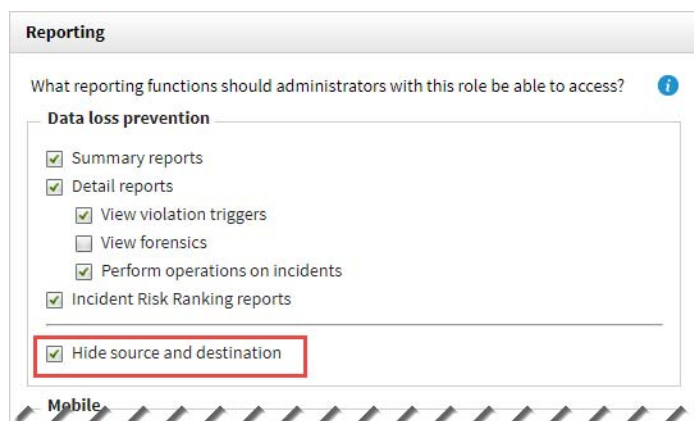 Reporting
What reporting functions should administrators with this role be able to access? i
Data loss prevention
Summary reports
Detail reports
View violation triggers
View forensics
Perform operations on incidents
Incident Risk Ranking reports
Hide source and destination
Mobile